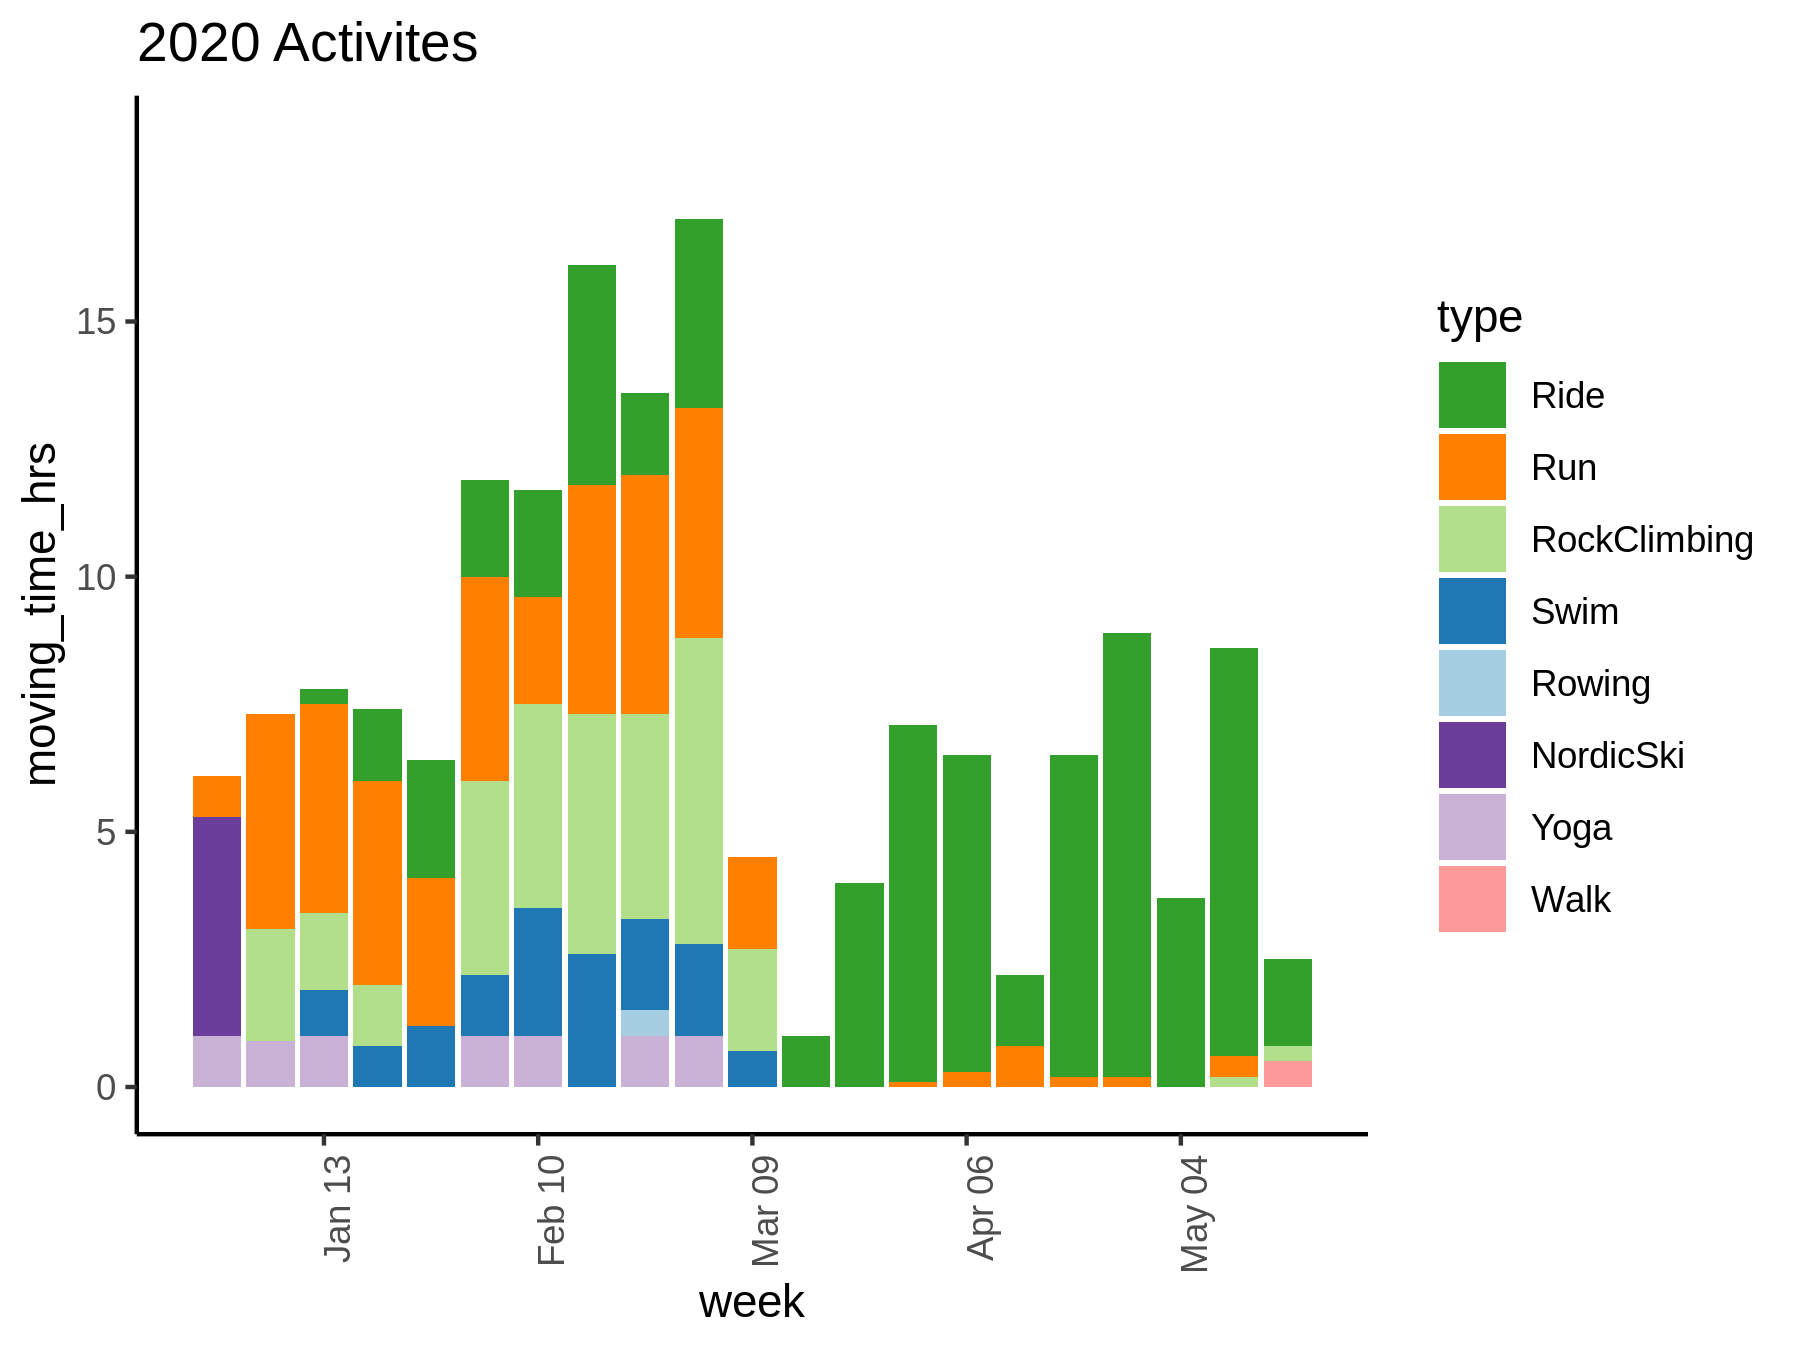 2020 Activites
moving_time_hrs
15
10
5
0
Jan 13
Feb 10
Mar 09
Apr 06
May 04
week
type
Ride
Run
RockClimbing
Swim
Rowing
NordicSki
Yoga
Walk